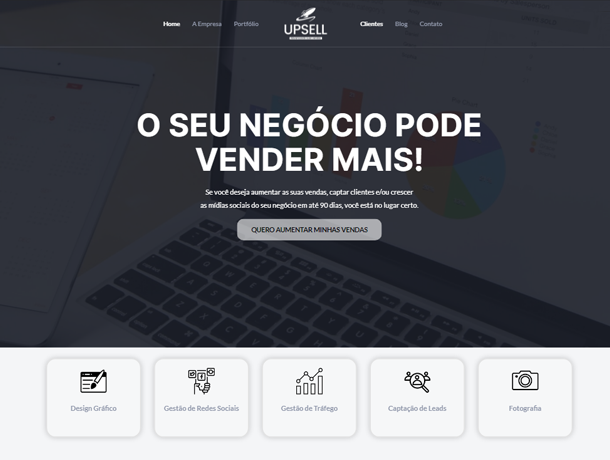 Home
A Empresa
Portfólio
UPSELL
Clientes
Blog
Contato
O SEU NEGÓCIO PODE
VENDER MAIS!
Se você deseja aumentar as suas vendas, captar clientes e/ou crescer
as mídias sociais do seu negócio em até 90 dias, você está no lugar certo.
QUERO AUMENTAR MINHAS VENDAS
Design Gráfico
Gestão de Redes Sociais
Gestão de Tráfego
Captação de Leads
Fotografia